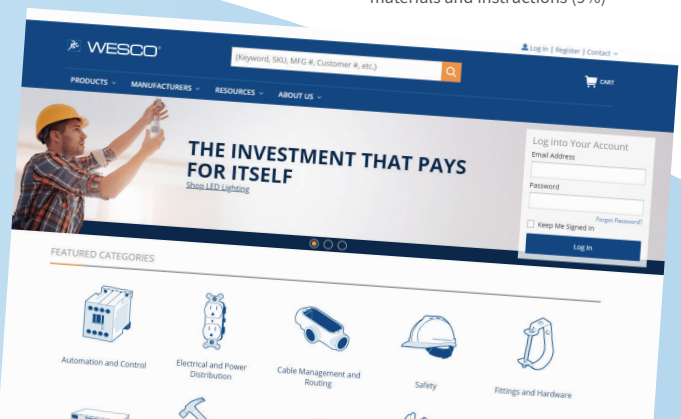 materials and instructions (5%)
WESCO
(Keyword, SKU, MFG #, Customer #, etc.)
Log In | Register | Contact
CART
PRODUCTS
MANUFACTURERS
RESOURCES
ABOUT US
THE INVESTMENT THAT PAYS
FOR ITSELF
Shop LED Lighting
Log into Your Account
Email Address
Password
Forgot Password?
Keep Me Signed In
Log In
FEATURED CATEGORIES
Automation and Control
Electrical and Power
Distribution
Cable Management and
Routing
Safety
Fittings and Hardware